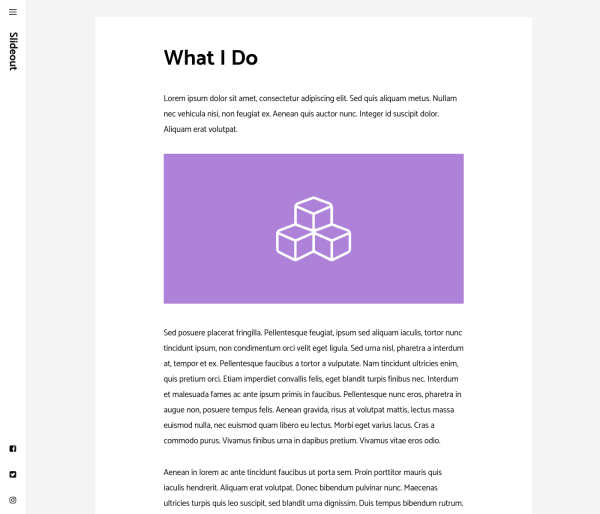 Slideout
What I Do
Lorem ipsum dolor sit amet, consectetur adipiscing elit. Sed quis aliquam metus. Nullam
nec vehicula nisi, non feugiat ex. Aenean quis auctor nunc. Integer id suscipit dolor.
Aliquam erat volutpat.
Sed posuere placerat fringilla. Pellentesque feugiat, ipsum sed aliquam iaculis, tortor nunc
tincidunt ipsum, non condimentum orci velit eget ligula. Sed urna nisl, pharetra a interdum
at, tempor et ex. Pellentesque faucibus a tortor a vulputate. Nam tincidunt ultricies enim,
quis pretium orci. Etiam imperdiet convallis felis, eget blandit turpis finibus nec. Interdum
et malesuada fames ac ante ipsum primis in faucibus. Pellentesque nunc eros, pharetra in
augue non, posuere tempus felis. Aenean gravida, risus at volutpat mattis, lectus massa
euismod nulla, nec euismod quam libero eu lectus. Morbi eget varius lacus. Cras a
commodo purus. Vivamus finibus urna in dapibus pretium. Vivamus vitae eros odio.
Aenean in lorem ac ante tincidunt faucibus ut porta sem. Proin porttitor mauris quis
iaculis hendrerit. Aliquam erat volutpat. Donec bibendum pulvinar nunc. Maecenas
ultricies turpis quis leo suscipit, sed blandit urna dignissim. Duis tempus bibendum rutrum.